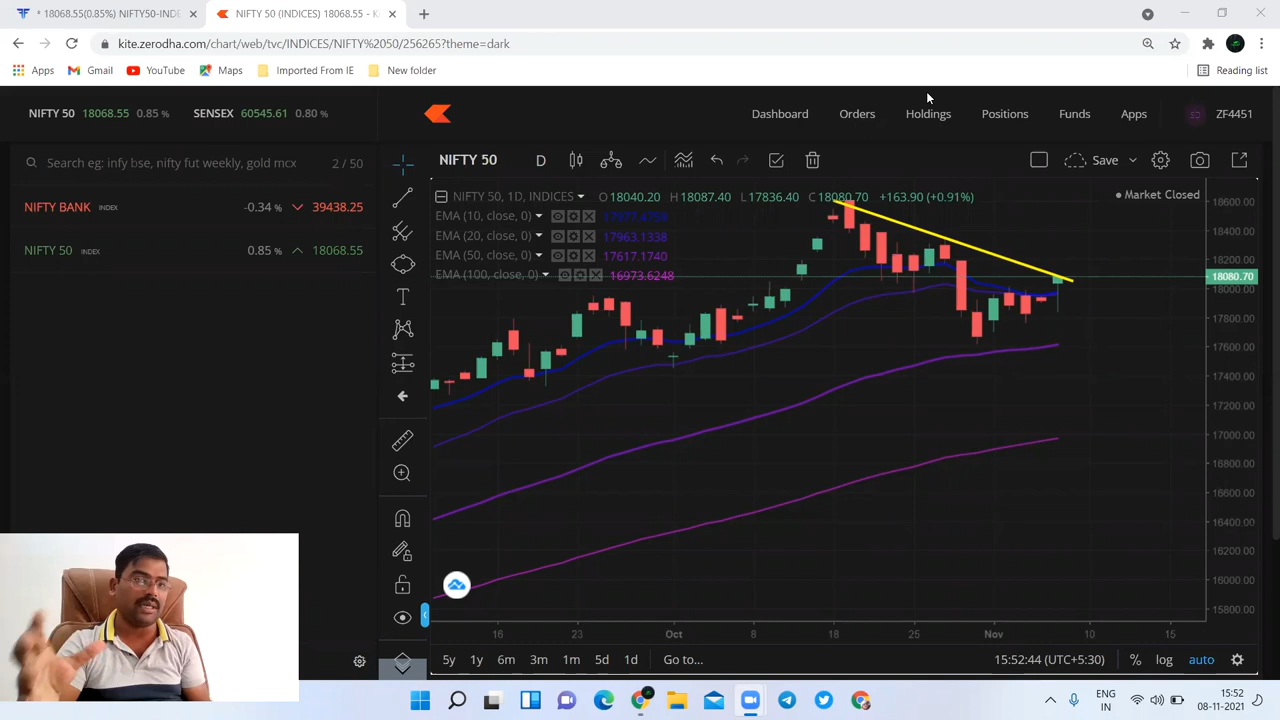 * 18068.55(0.85%) NIFTY50-INDE
NIFTY 50 (INDICES) 18068.55 - K
kite.zerodha.com/chart/web/tvc/INDICES/NIFTY%2050/256265?theme=dark
Apps Gmail YouTube Maps Imported From IE New folder Reading list
NIFTY 50 18068.55 0.85 % SENSEX 60545.61 0.80 %
Dashboard Orders Holdings Positions Funds Apps ZF4451
Search eg: infy bse, nifty fut weekly, gold mcx 2 / 50
NIFTY 50 D Save
NIFTY BANK INDEX -0.34 % 39438.25
NIFTY 50 INDEX 0.85 % 18068.55
NIFTY 50, 1D, INDICES O18040.20 H18087.40 L17836.40 C18080.70 +163.90 (+0.91%)
Market Closed
EMA (10, close, 0)
EMA (20, close, 0) 17963.1338
EMA (50, close, 0) 17617.1740
EMA (100, close, 0) 16973.6248
18600.00
18400.00
18200.00
18080.70
18000.00
17800.00
17600.00
17400.00
17200.00
17000.00
16800.00
16600.00
16400.00
16200.00
16000.00
15800.00
16 23 Oct 8 18 25 Nov 10 15
5y 1y 6m 3m 1m 5d 1d Go to... 15:52:44 (UTC+5:30) % log auto
ENG
IN
15:52
08-11-2021